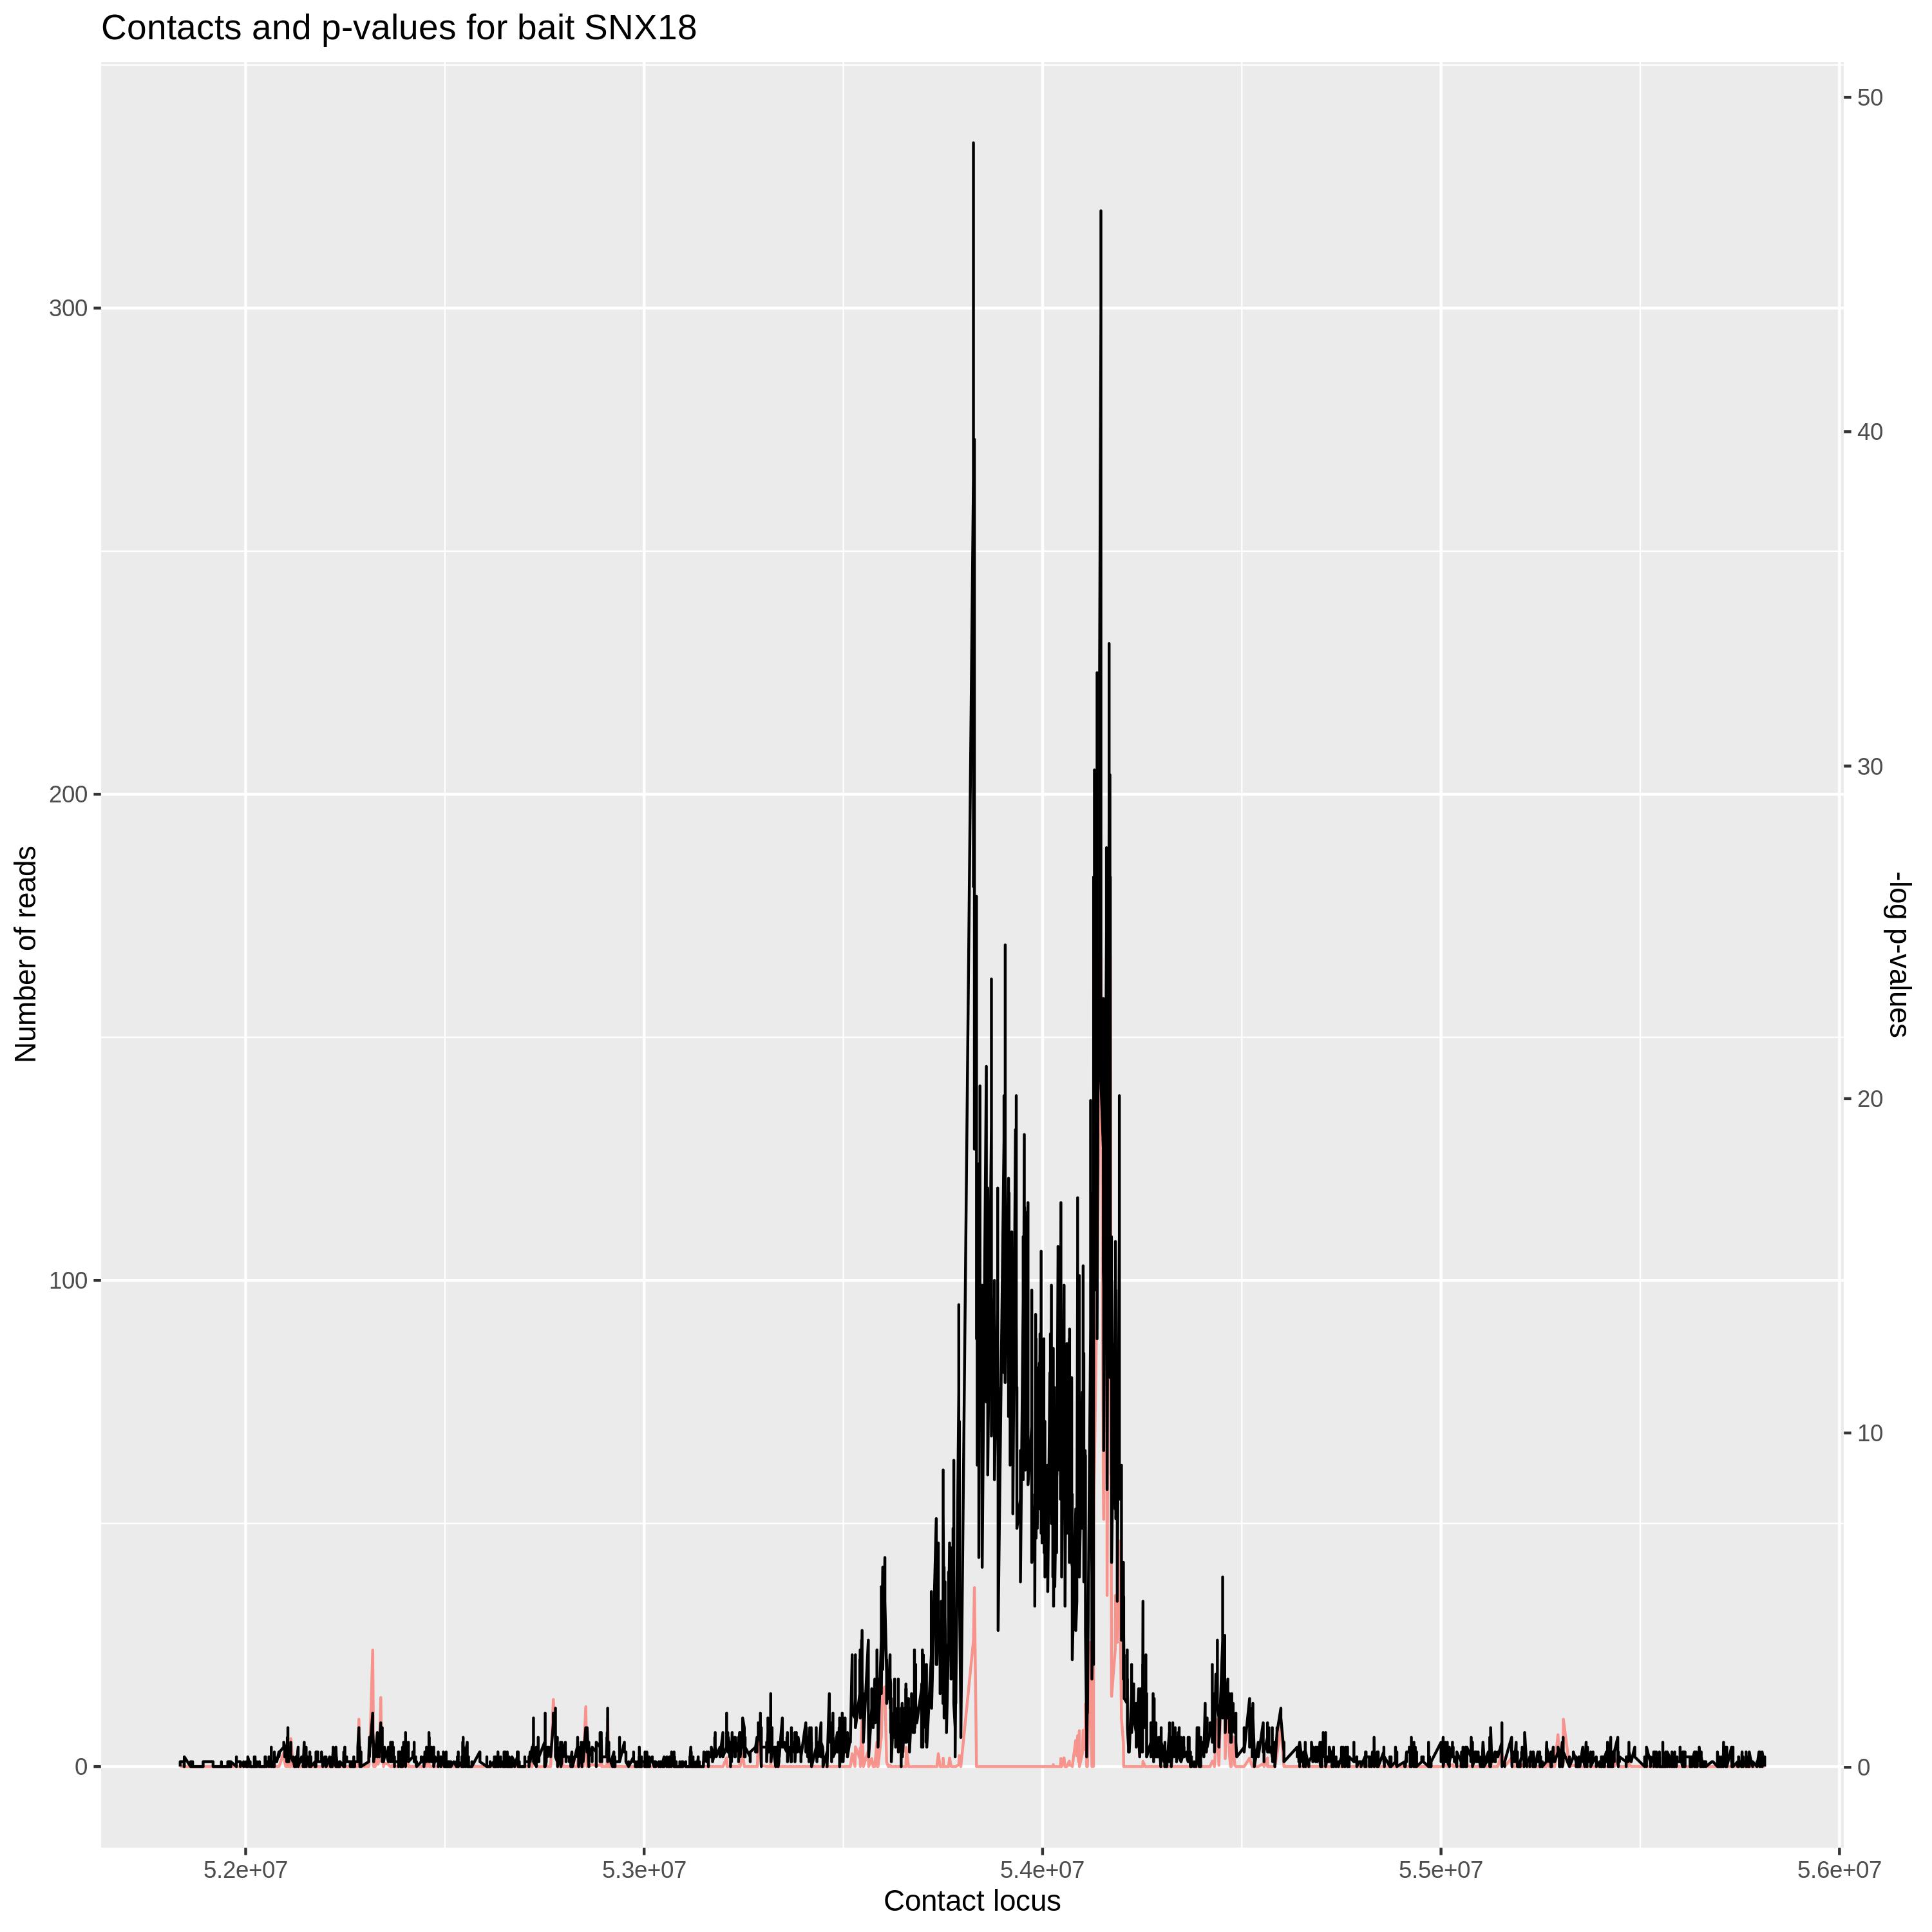 Contacts and p-values for bait SNX18
Number of reads
300
200
100
0
50
40
30
20
10
0
-log p-values
5.2e+07
5.3e+07
5.4e+07
5.5e+07
5.6e+07
Contact locus